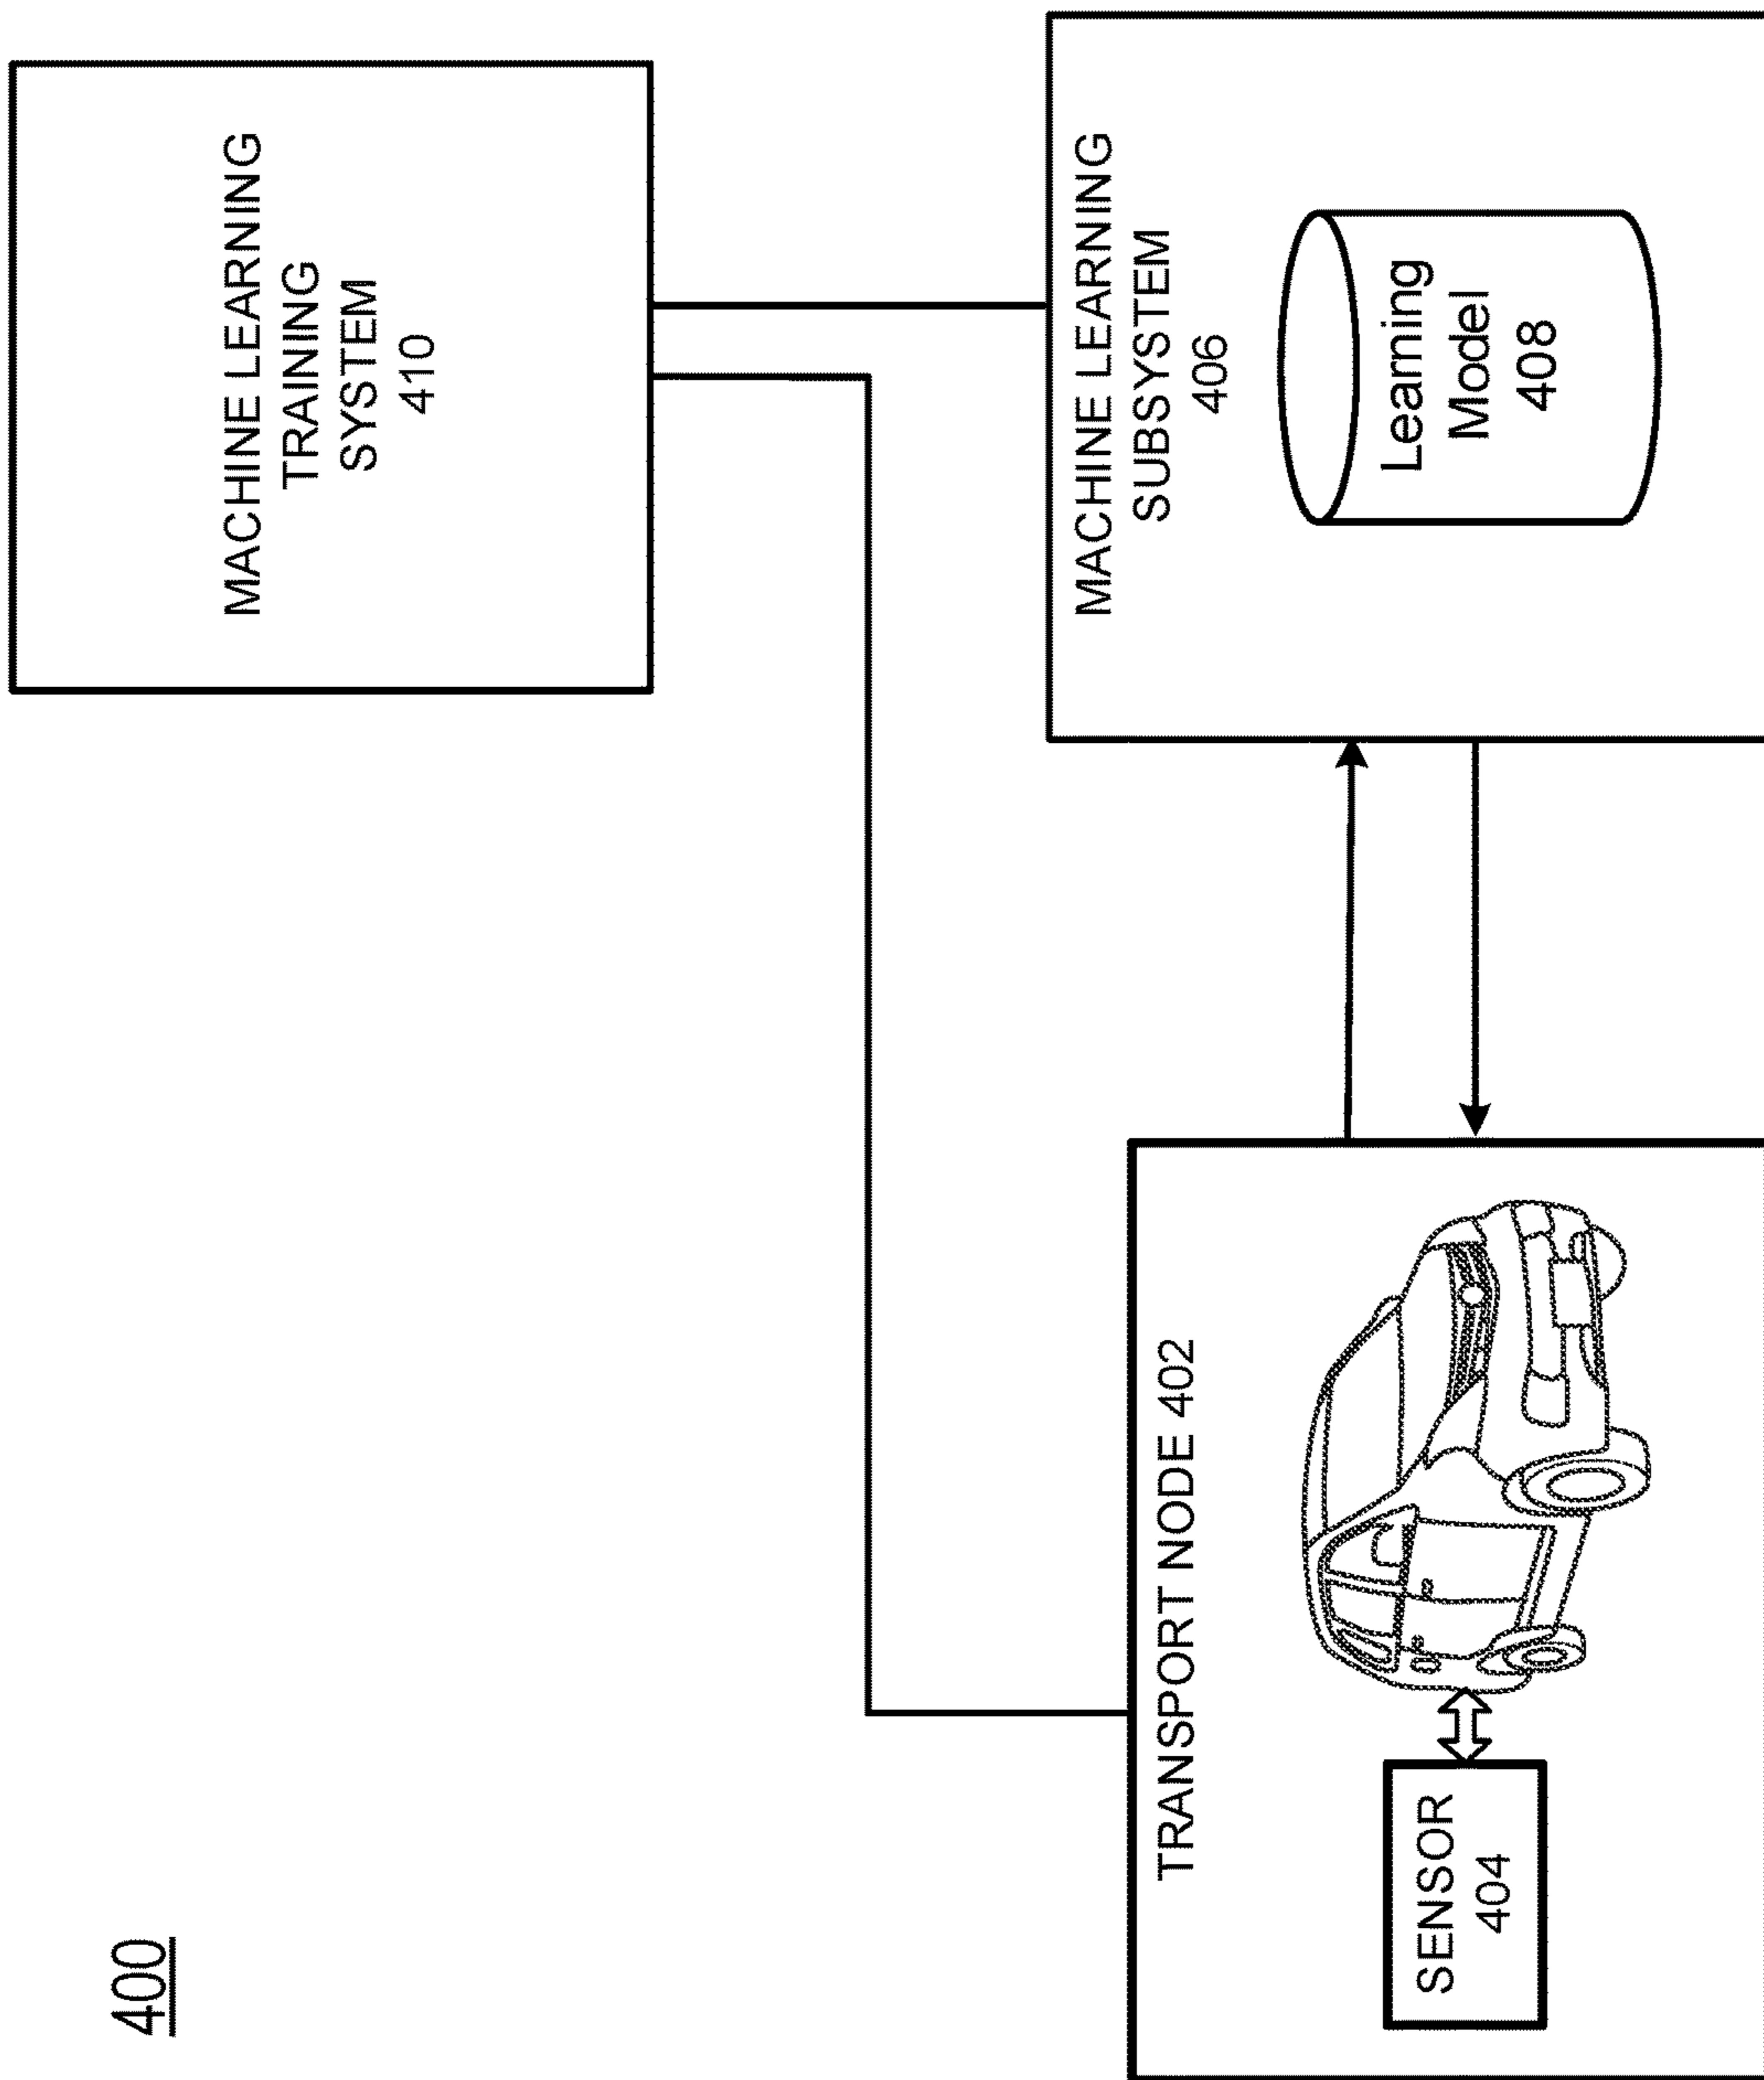 400
MACHINE LEARNING
TRAINING
SYSTEM
410
TRANSPORT NODE 402
SENSOR
404
MACHINE LEARNING
SUBSYSTEM
406
Learning
Model
408